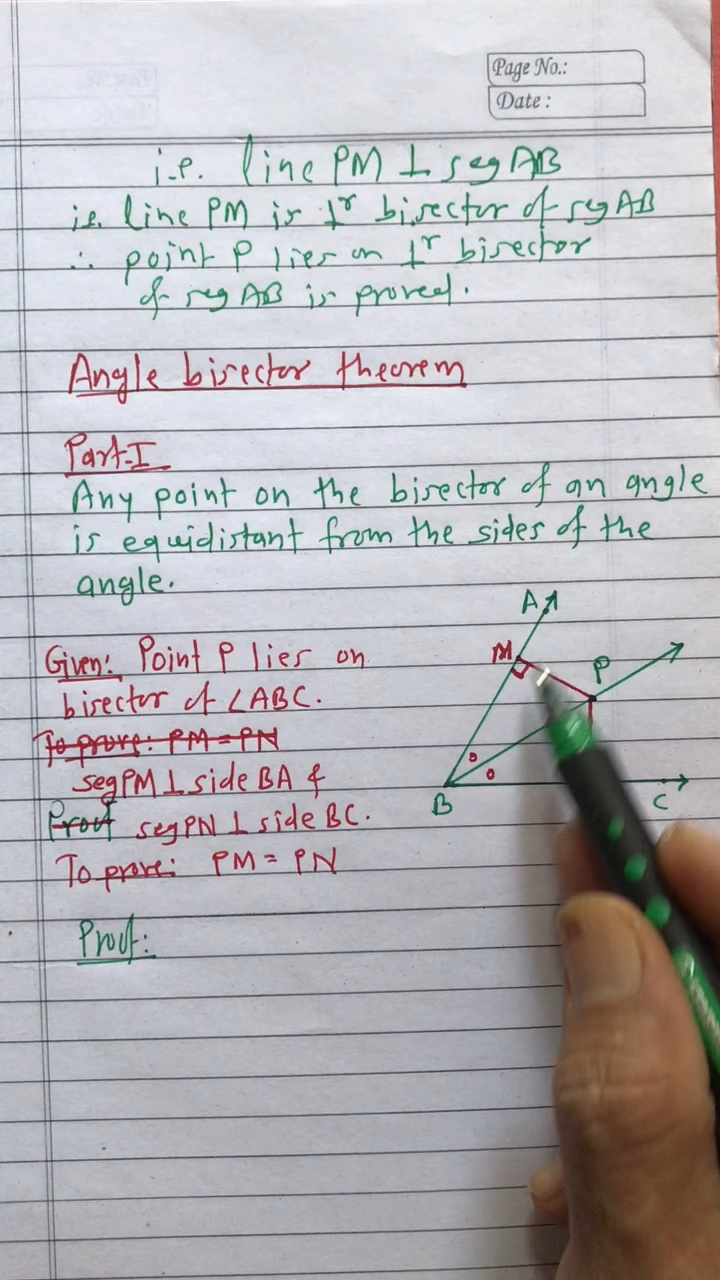 Page No.:
Date :
i.e. line PM ⊥ seg AB
i.e. line PM is ⊥r bisector of seg AB
∴ point P lies on ⊥r bisector
of seg AB is proved.
Angle bisector theorem
Part-I
Any point on the bisector of an angle
is equidistant from the sides of the
angle.
A
M
P
B
C
Given: Point P lies on
bisector of ∠ABC.
To prove: PM = PN
seg PM ⊥ side BA &
Proof seg PN ⊥ side BC.
To prove: PM = PN
Proof: